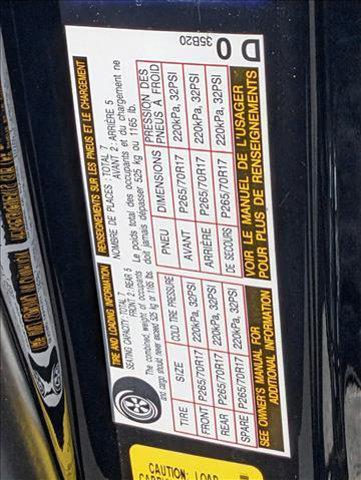 TIRE AND LOADING INFORMATION
SEATING CAPACITY: TOTAL 7
FRONT 2: REAR 5
The combined weight of occupants
and cargo should never exceed 525 kg or 1165 lbs.
TIRE SIZE COLD TIRE PRESSURE
FRONT P265/70R17 220kPa, 32PSI
REAR P265/70R17 220kPa, 32PSI
SPARE P265/70R17 220kPa, 32PSI
SEE OWNER'S MANUAL FOR
ADDITIONAL INFORMATION
RENSEIGNEMENTS SUR LES PNEUS ET LE CHARGEMENT
NOMBRE DE PLACES: TOTAL 7
AVANT 2: ARRIÈRE 5
Le poids total des occupants et du chargement ne
doit jamais dépasser 525 kg ou 1165 lb.
PNEU DIMENSIONS PRESSION DES
PNEUS À FROID
AVANT P265/70R17 220kPa, 32PSI
ARRIÈRE P265/70R17 220kPa, 32PSI
DE SECOURS P265/70R17 220kPa, 32PSI
VOIR LE MANUEL DE L'USAGER
POUR PLUS DE RENSEIGNEMENTS
35B20
D 0
CAUTION: LOAD